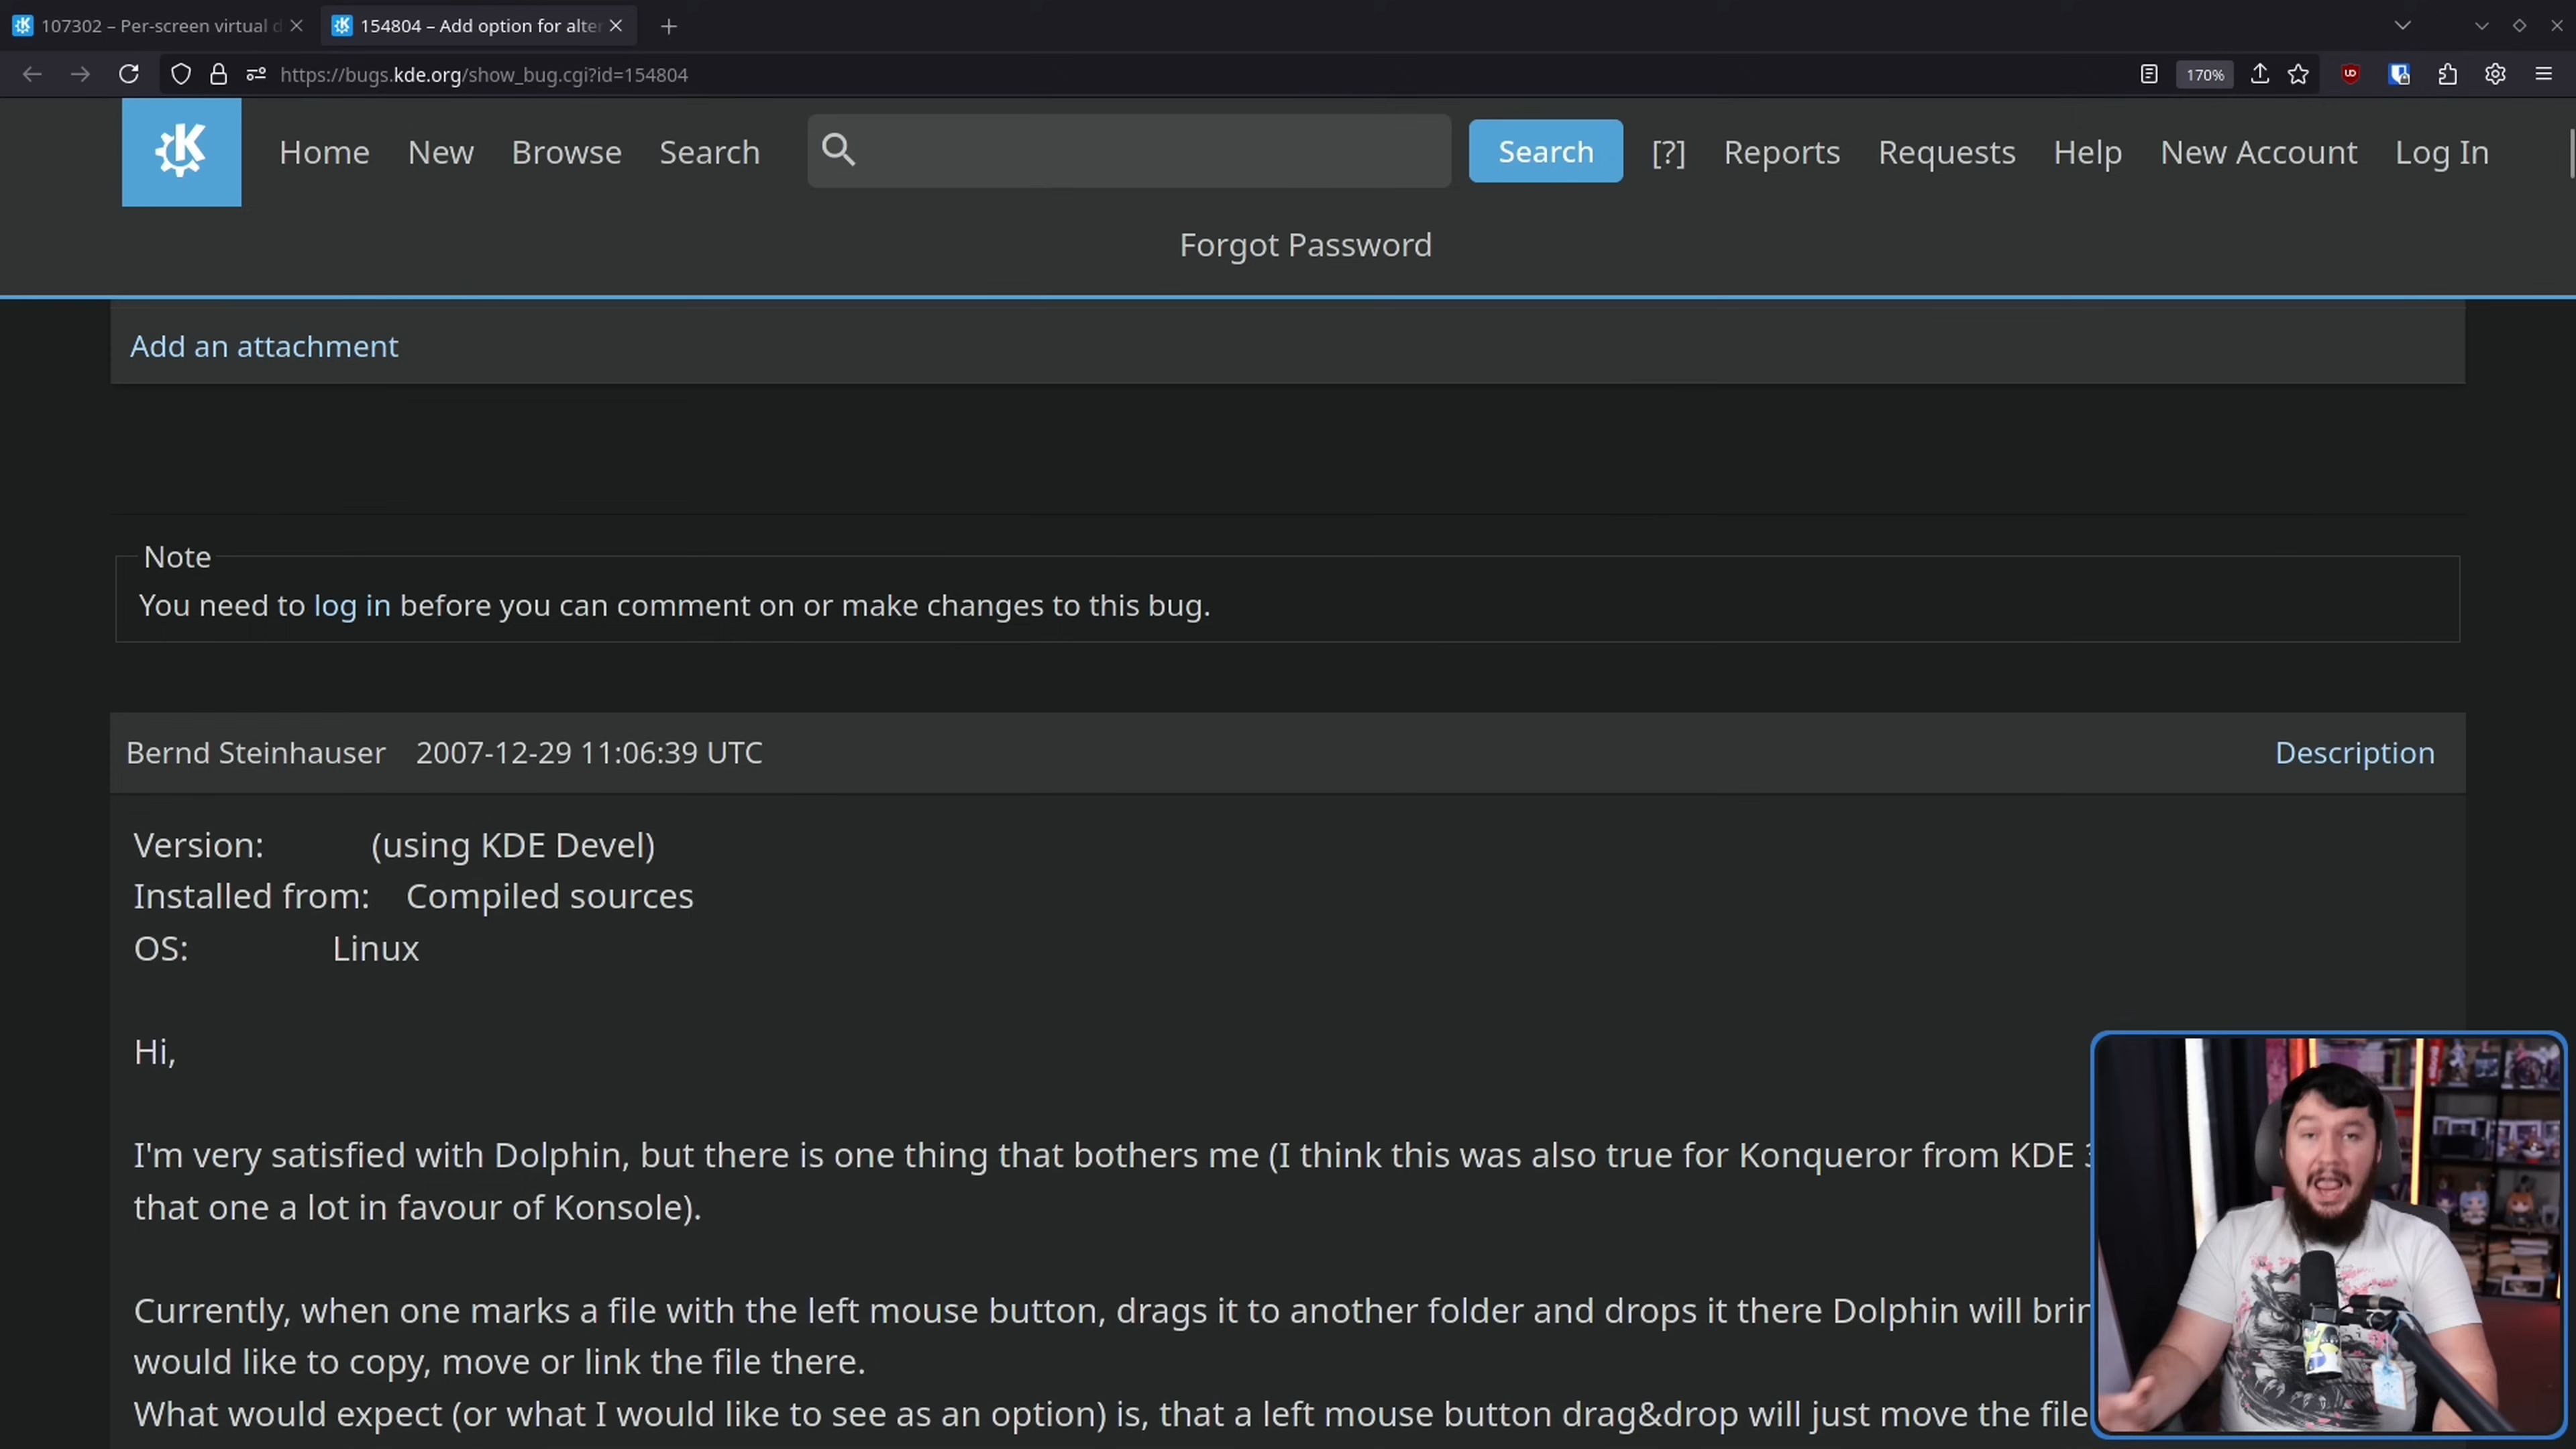 107302 – Per-screen virtual d
154804 – Add option for alter
https://bugs.kde.org/show_bug.cgi?id=154804
170%
Home New Browse Search Search [?] Reports Requests Help New Account Log In
Forgot Password
Add an attachment
Note
You need to log in before you can comment on or make changes to this bug.
Bernd Steinhauser 2007-12-29 11:06:39 UTC Description
Version: (using KDE Devel)
Installed from: Compiled sources
OS: Linux
Hi,
I'm very satisfied with Dolphin, but there is one thing that bothers me (I think this was also true for Konqueror from KDE
that one a lot in favour of Konsole).
Currently, when one marks a file with the left mouse button, drags it to another folder and drops it there Dolphin will brin
would like to copy, move or link the file there.
What would expect (or what I would like to see as an option) is, that a left mouse button drag&drop will just move the file